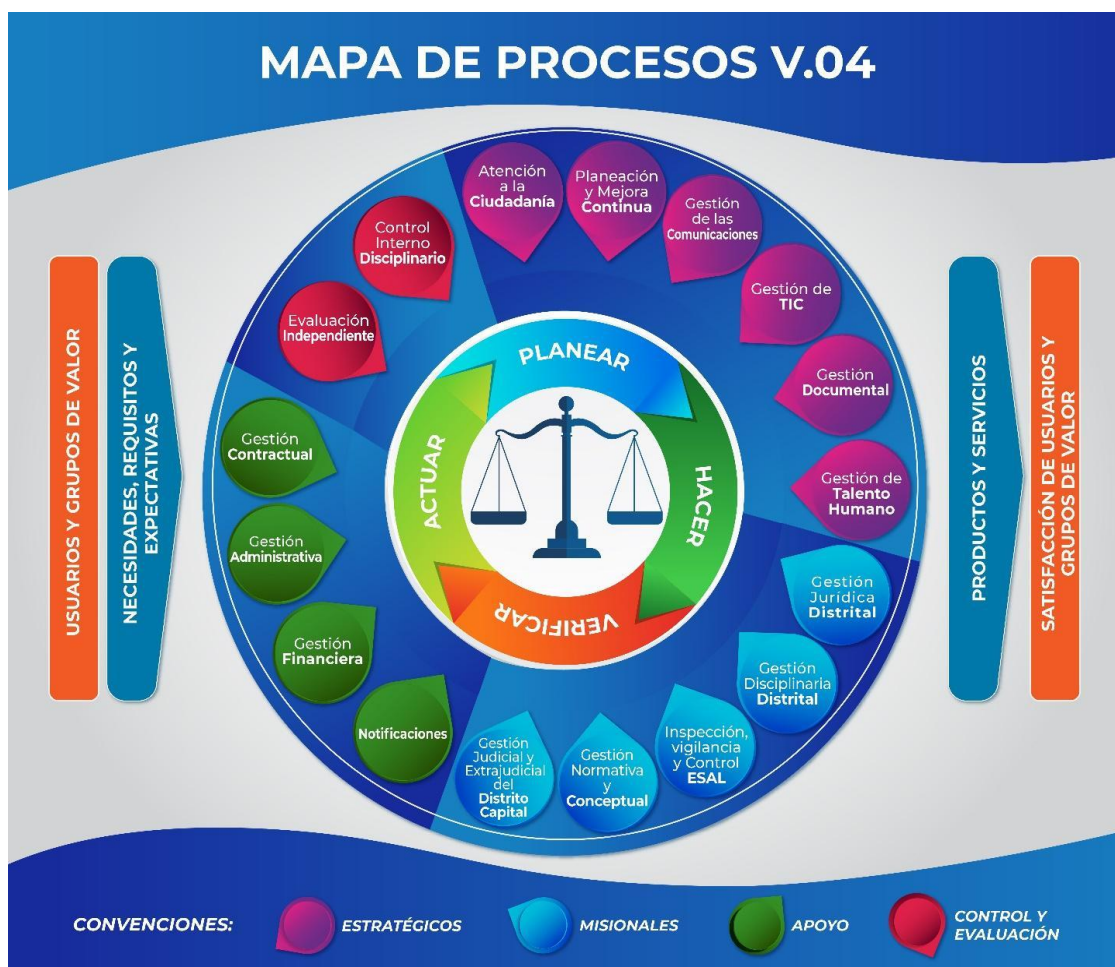 MAPA DE PROCESOS V.04
USUARIOS Y GRUPOS DE VALOR
NECESIDADES, REQUISITOS Y
EXPECTATIVAS
Atención
a la
Ciudadanía
Planeación
y Mejora
Continua
Gestión
de las
Comunicaciones
Gestión de
TIC
Gestión
Documental
Gestión de
Talento
Humano
Gestión
Jurídica
Distrital
Gestión
Disciplinaria
Distrital
Inspección,
vigilancia
y Control
ESAL
Gestión
Normativa
y
Conceptual
Gestión
Judicial y
Extrajudicial
del
Distrito
Capital
Notificaciones
Gestión
Financiera
Gestión
Administrativa
Gestión
Contractual
Evaluación
Independiente
Control
Interno
Disciplinario
PLANEAR
HACER
VERIFICAR
ACTUAR
PRODUCTOS Y SERVICIOS
SATISFACCIÓN DE USUARIOS Y
GRUPOS DE VALOR
CONVENCIONES:
ESTRATÉGICOS
MISIONALES
APOYO
CONTROL Y
EVALUACIÓN